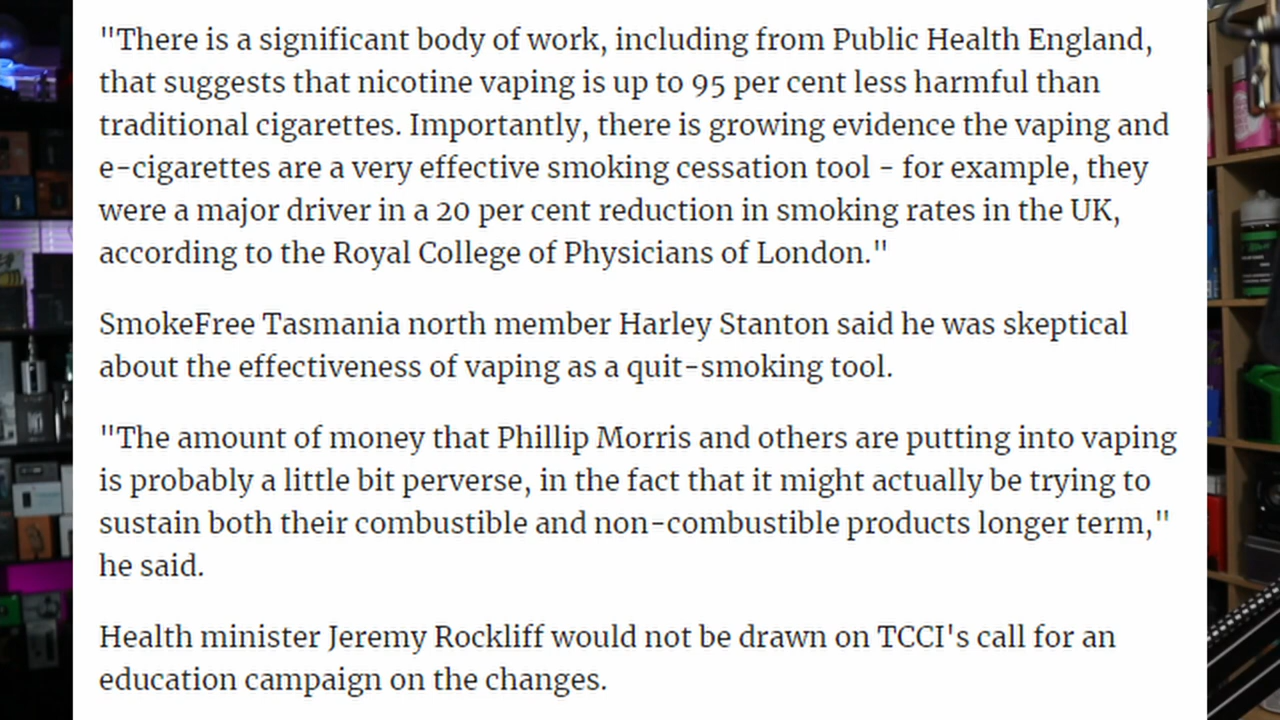 "There is a significant body of work, including from Public Health England,
that suggests that nicotine vaping is up to 95 per cent less harmful than
traditional cigarettes. Importantly, there is growing evidence the vaping and
e-cigarettes are a very effective smoking cessation tool - for example, they
were a major driver in a 20 per cent reduction in smoking rates in the UK,
according to the Royal College of Physicians of London."
SmokeFree Tasmania north member Harley Stanton said he was skeptical
about the effectiveness of vaping as a quit-smoking tool.
"The amount of money that Phillip Morris and others are putting into vaping
is probably a little bit perverse, in the fact that it might actually be trying to
sustain both their combustible and non-combustible products longer term,"
he said.
Health minister Jeremy Rockliff would not be drawn on TCCI's call for an
education campaign on the changes.